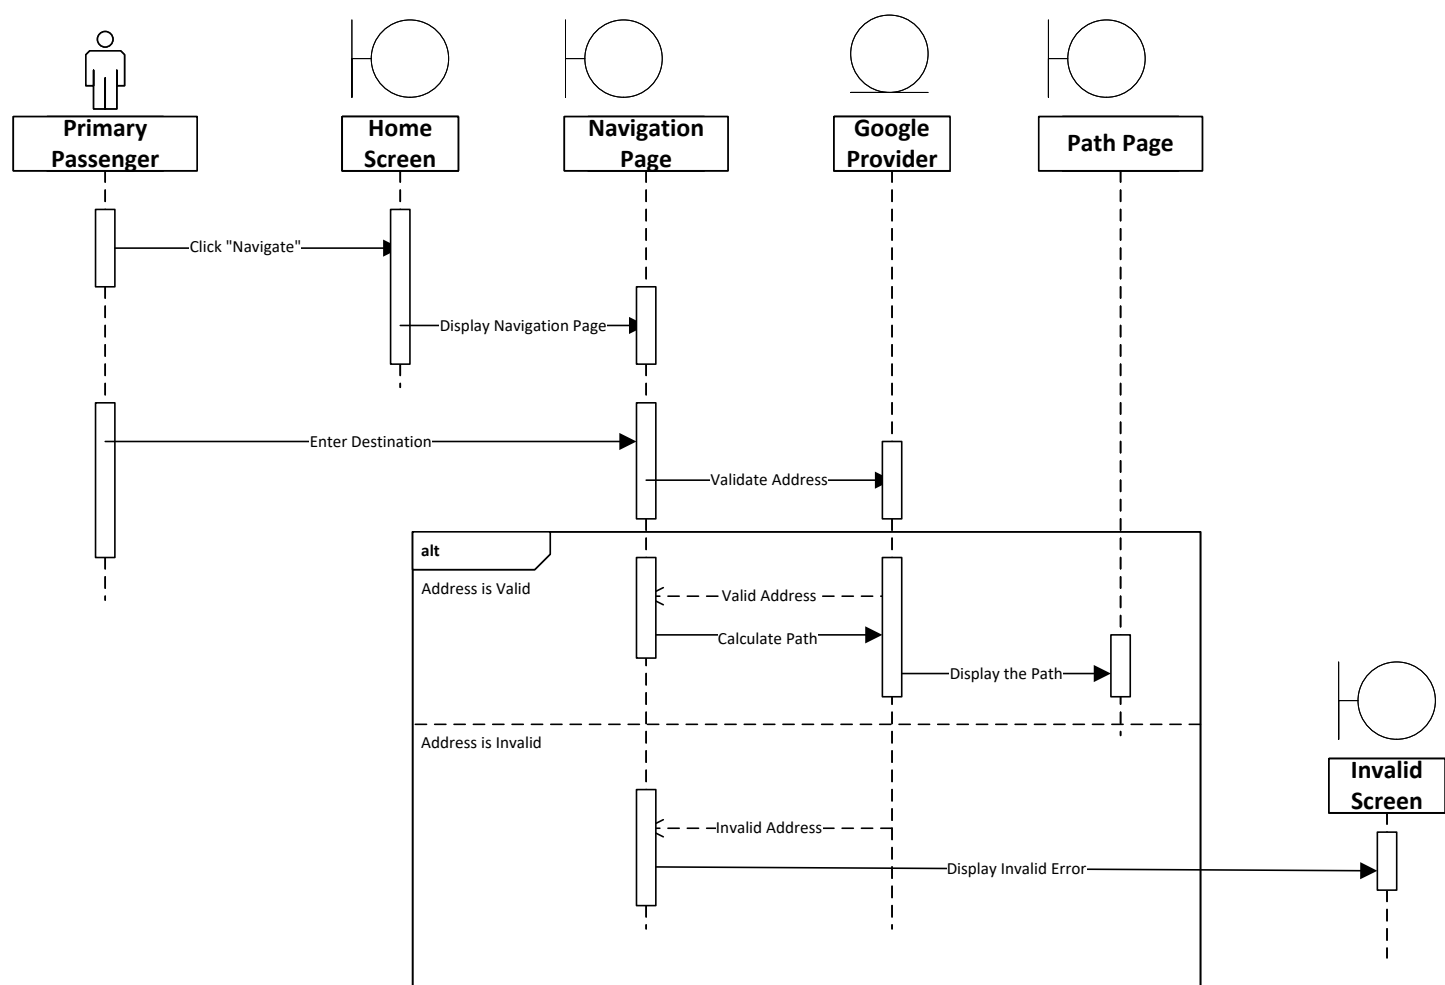 Primary
Passenger
Home
Screen
Navigation
Page
Google
Provider
Path Page
Click "Navigate"
Display Navigation Page
Enter Destination
Validate Address
alt
Address is Valid
Valid Address
Calculate Path
Display the Path
Address is Invalid
Invalid
Screen
Invalid Address
Display Invalid Error